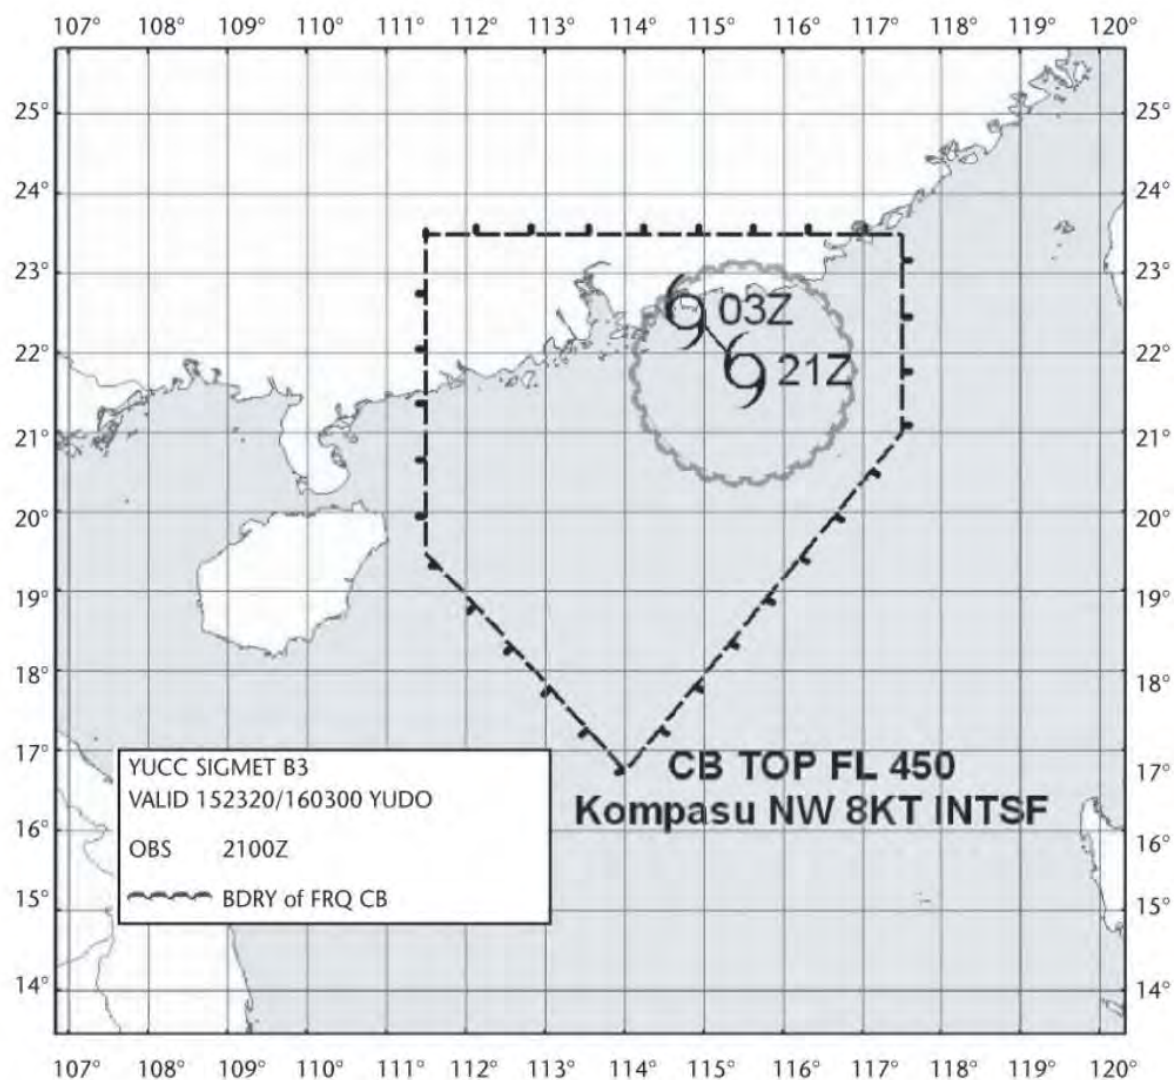 107° 108° 109° 110° 111° 112° 113° 114° 115° 116° 117° 118° 119° 120°
25° 25°
24° 24°
23° 23°
03Z
22° 22°
21Z
21° 21°
20° 20°
19° 19°
18° 18°
17° 17°
CB TOP FL 450
Kompasu NW 8KT INTSF
YUCC SIGMET B3
VALID 152320/160300 YUDO
16° 16°
OBS 2100Z
15° 15°
BDRY of FRQ CB
14° 14°
107° 108° 109° 110° 111° 112° 113° 114° 115° 116° 117° 118° 119° 120°